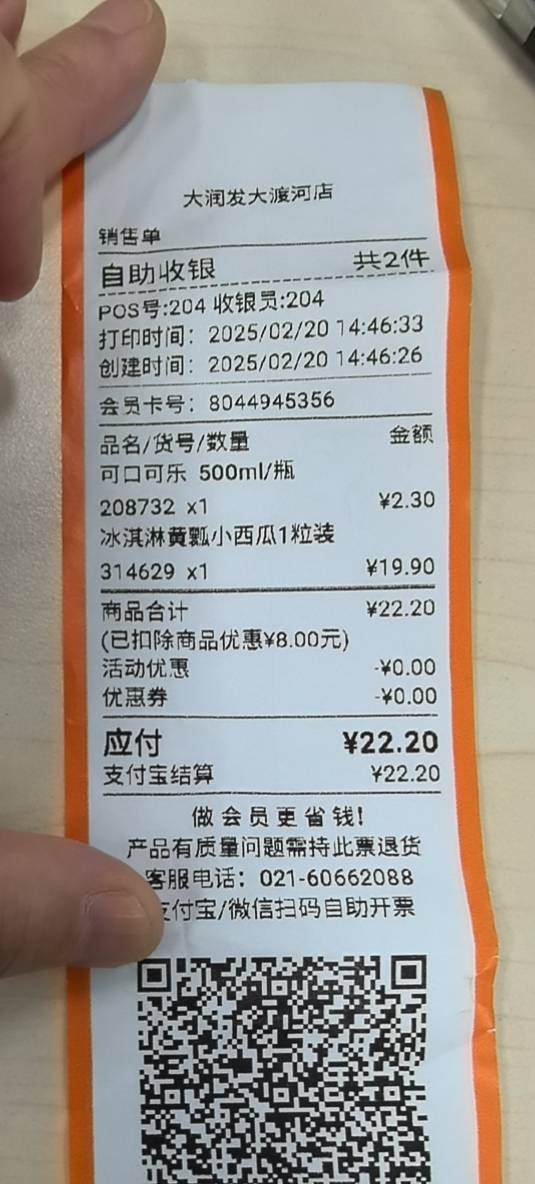 大润发大渡河店
销售单
自助收银 共2件
POS号:204 收银员:204
打印时间：2025/02/20 14:46:33
创建时间：2025/02/20 14:46:26
会员卡号：8044945356
品名/货号/数量 金额
可口可乐 500ml/瓶
208732 x1 ¥2.30
冰淇淋黄瓤小西瓜1粒装
314629 x1 ¥19.90
商品合计 ¥22.20
(已扣除商品优惠¥8.00元)
活动优惠 -¥0.00
优惠券 -¥0.00
应付 ¥22.20
支付宝结算 ¥22.20
做会员更省钱!
产品有质量问题需持此票退货
客服电话：021-60662088
支付宝/微信扫码自助开票